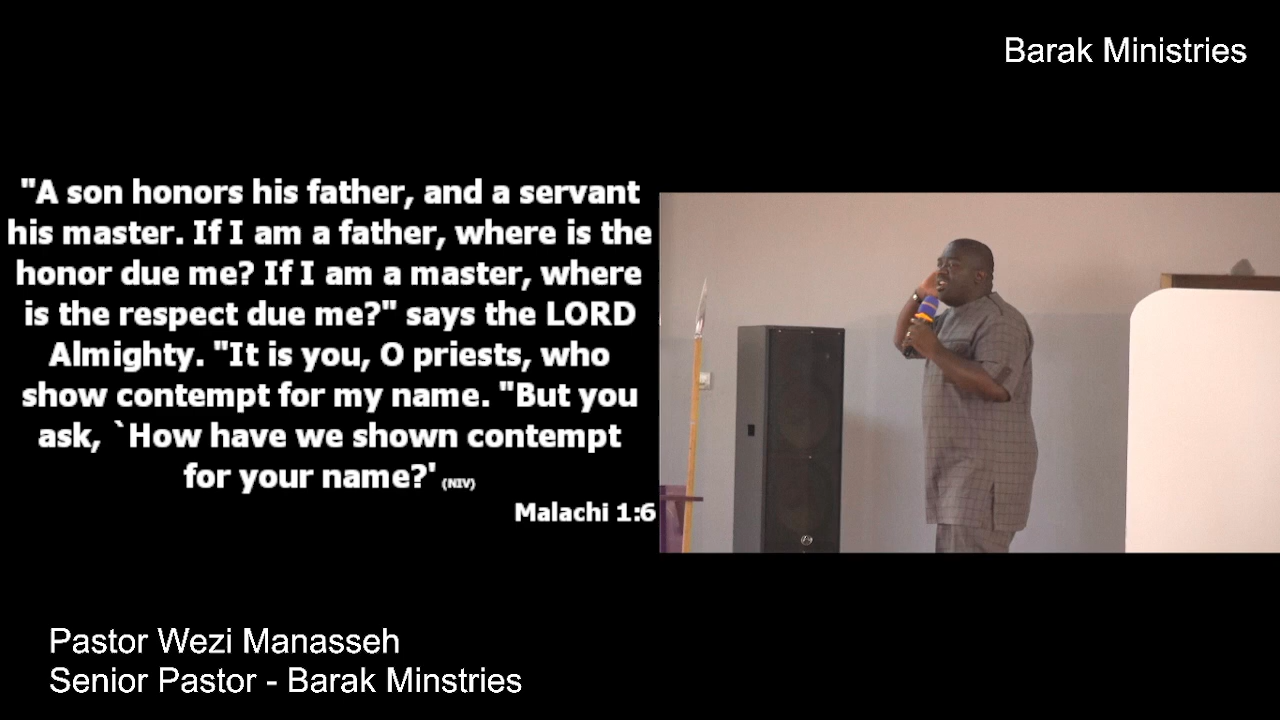 Barak Ministries
"A son honors his father, and a servant
his master. If I am a father, where is the
honor due me? If I am a master, where
is the respect due me?" says the LORD
Almighty. "It is you, O priests, who
show contempt for my name. "But you
ask, `How have we shown contempt
for your name?' (NIV)
Malachi 1:6
Pastor Wezi Manasseh
Senior Pastor - Barak Minstries